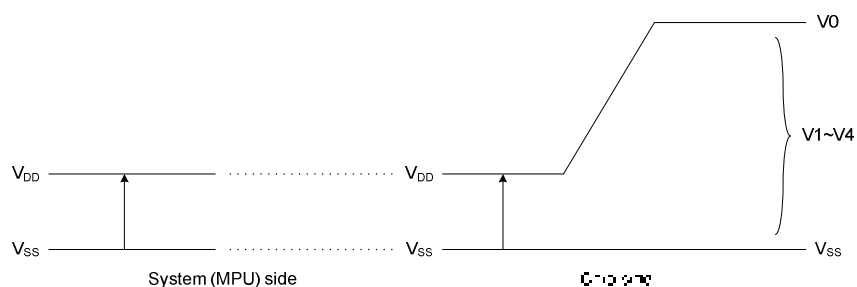 V0
V1~V4
VDD VDD
VSS VSS VSS
System (MPU) side